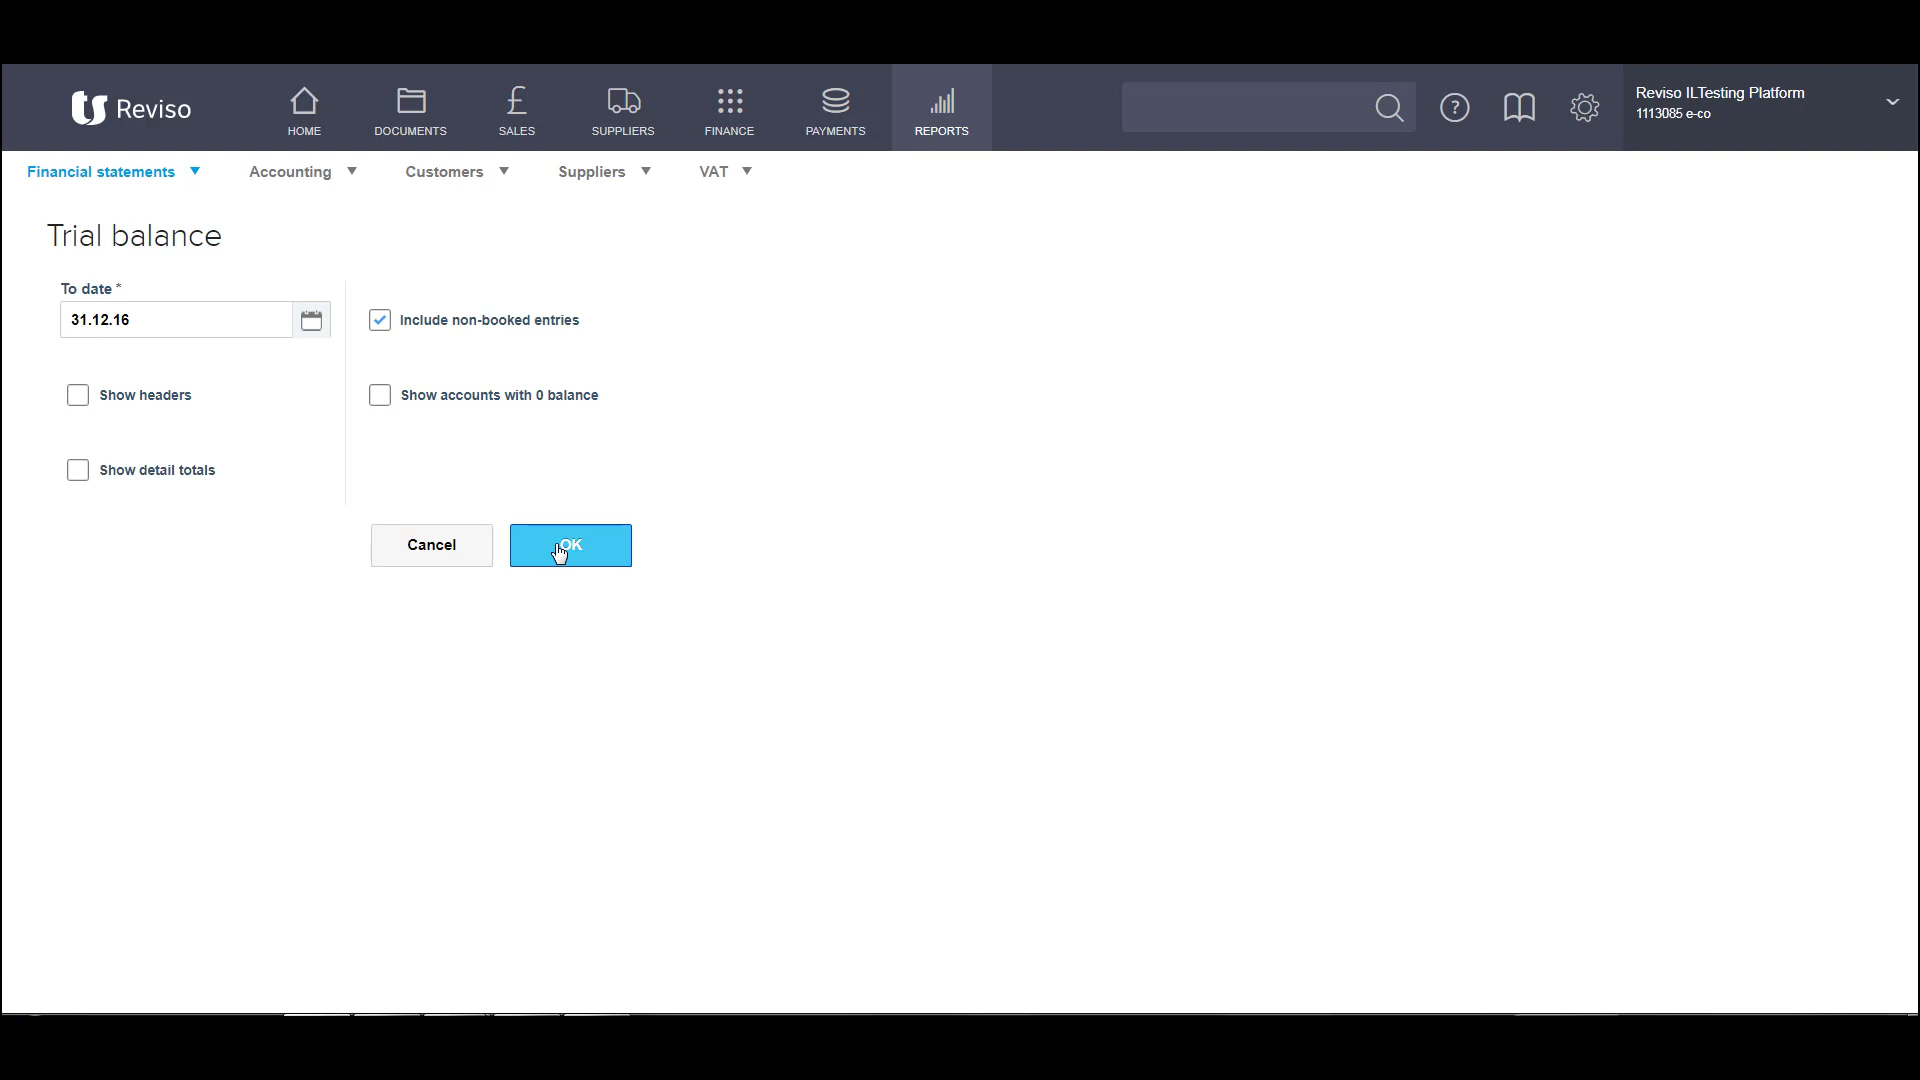 Reviso
HOME
DOCUMENTS
SALES
SUPPLIERS
FINANCE
PAYMENTS
REPORTS
Reviso ILTesting Platform
1113085 e-co
Financial statements
Accounting
Customers
Suppliers
VAT
Trial balance
To date *
31.12.16
Include non-booked entries
Show headers
Show accounts with 0 balance
Show detail totals
Cancel
OK